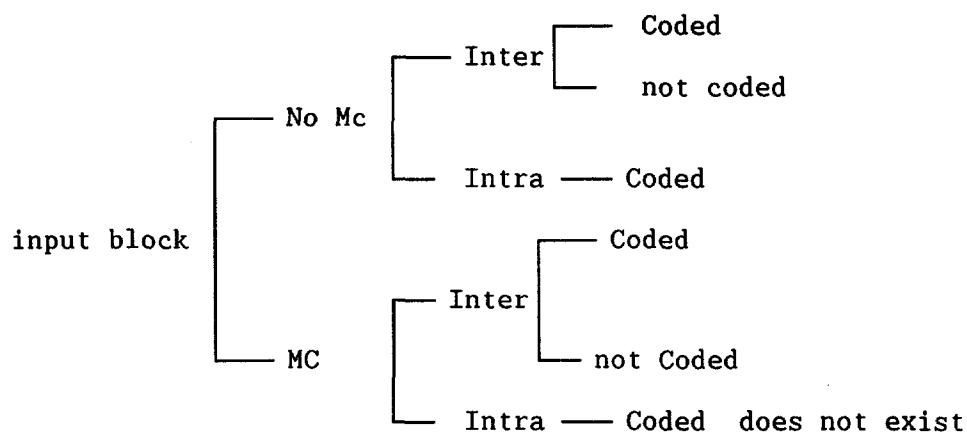 Coded
Inter
not coded
No Mc
Intra
Coded
input block
Coded
Inter
MC
not Coded
Intra
Coded does not exist